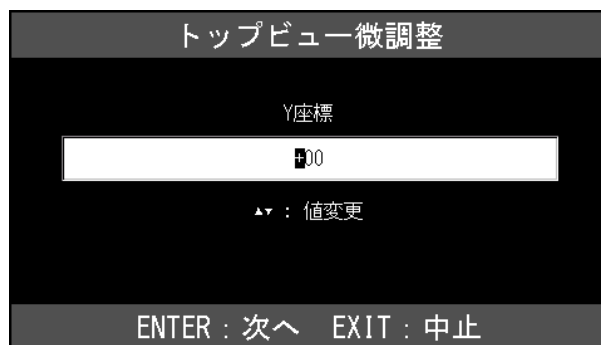 トップビュー微調整
Y座標
+00
▲▼ : 値変更
ENTER : 次へ EXIT : 中止